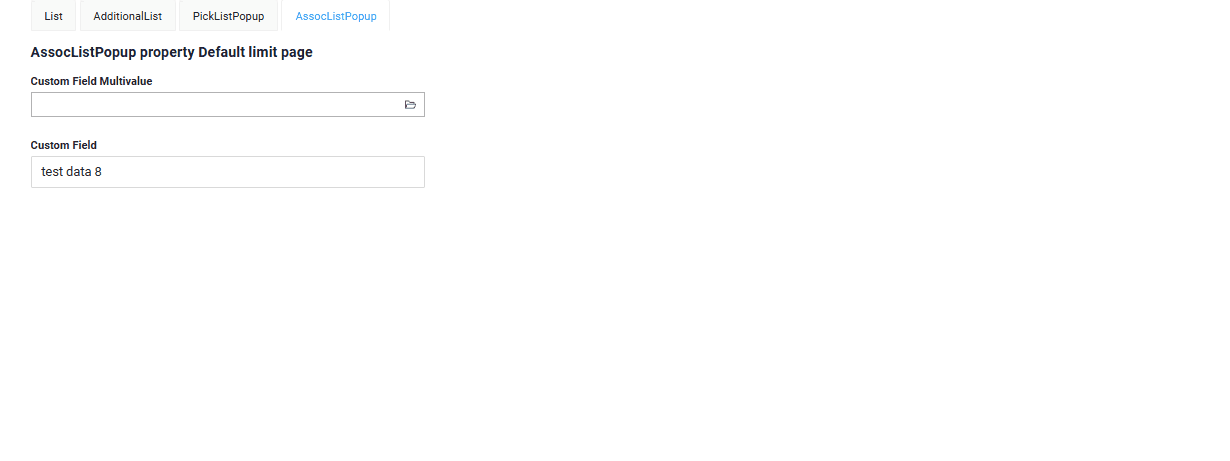 List AdditionalList PickListPopup AssocListPopup
AssocListPopup property Default limit page
Custom Field Multivalue
Custom Field
test data 8